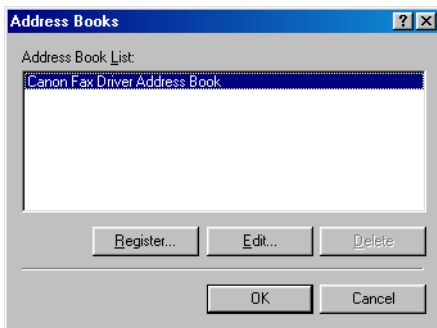 Address Books
Address Book List:
Canon Fax Driver Address Book
Register... Edit... Delete
OK Cancel